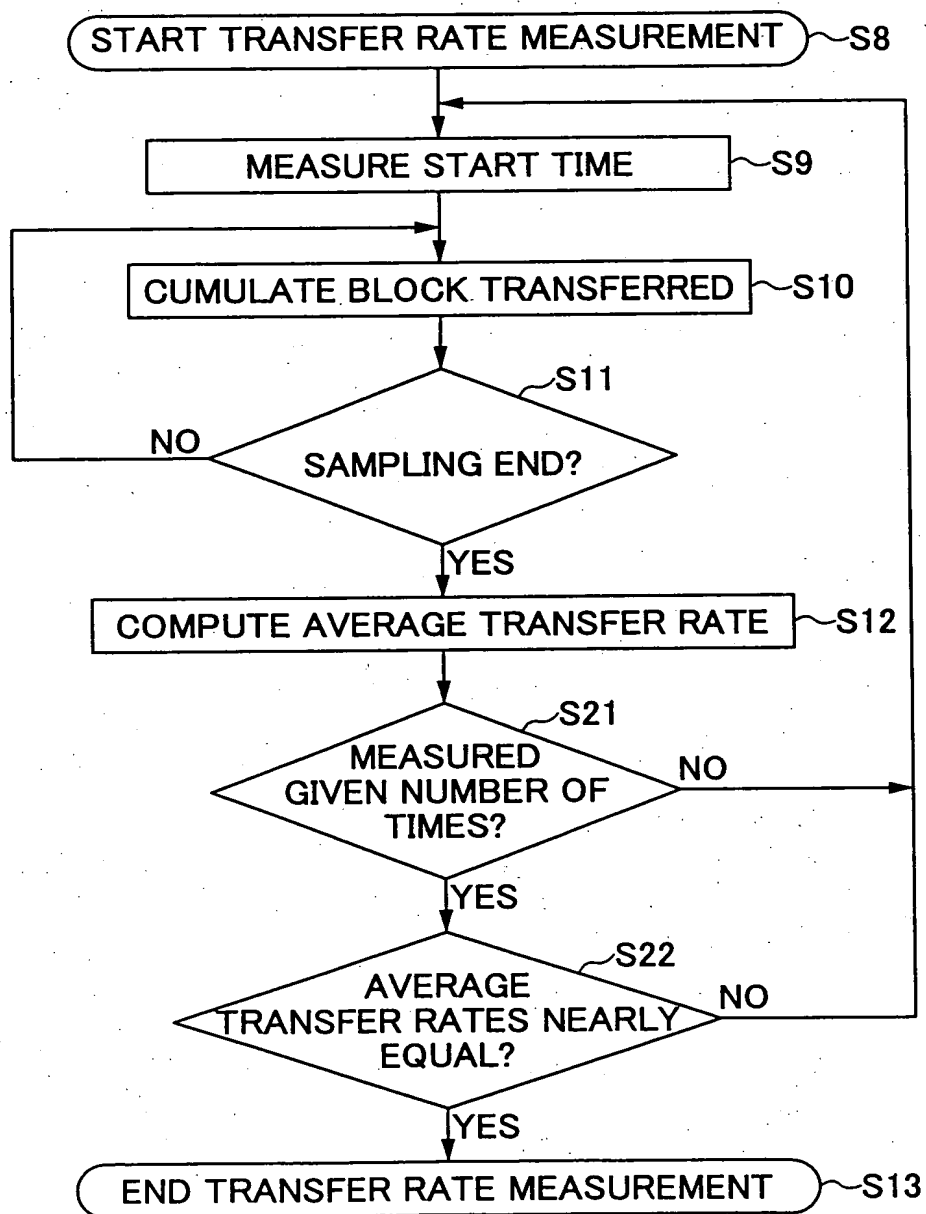 START TRANSFER RATE MEASUREMENT
S8
MEASURE START TIME
S9
CUMULATE BLOCK TRANSFERRED
S10
S11
NO
SAMPLING END?
YES
COMPUTE AVERAGE TRANSFER RATE
S12
S21
MEASURED
GIVEN NUMBER OF
TIMES?
NO
YES
S22
AVERAGE
TRANSFER RATES NEARLY
EQUAL?
NO
YES
END TRANSFER RATE MEASUREMENT
S13